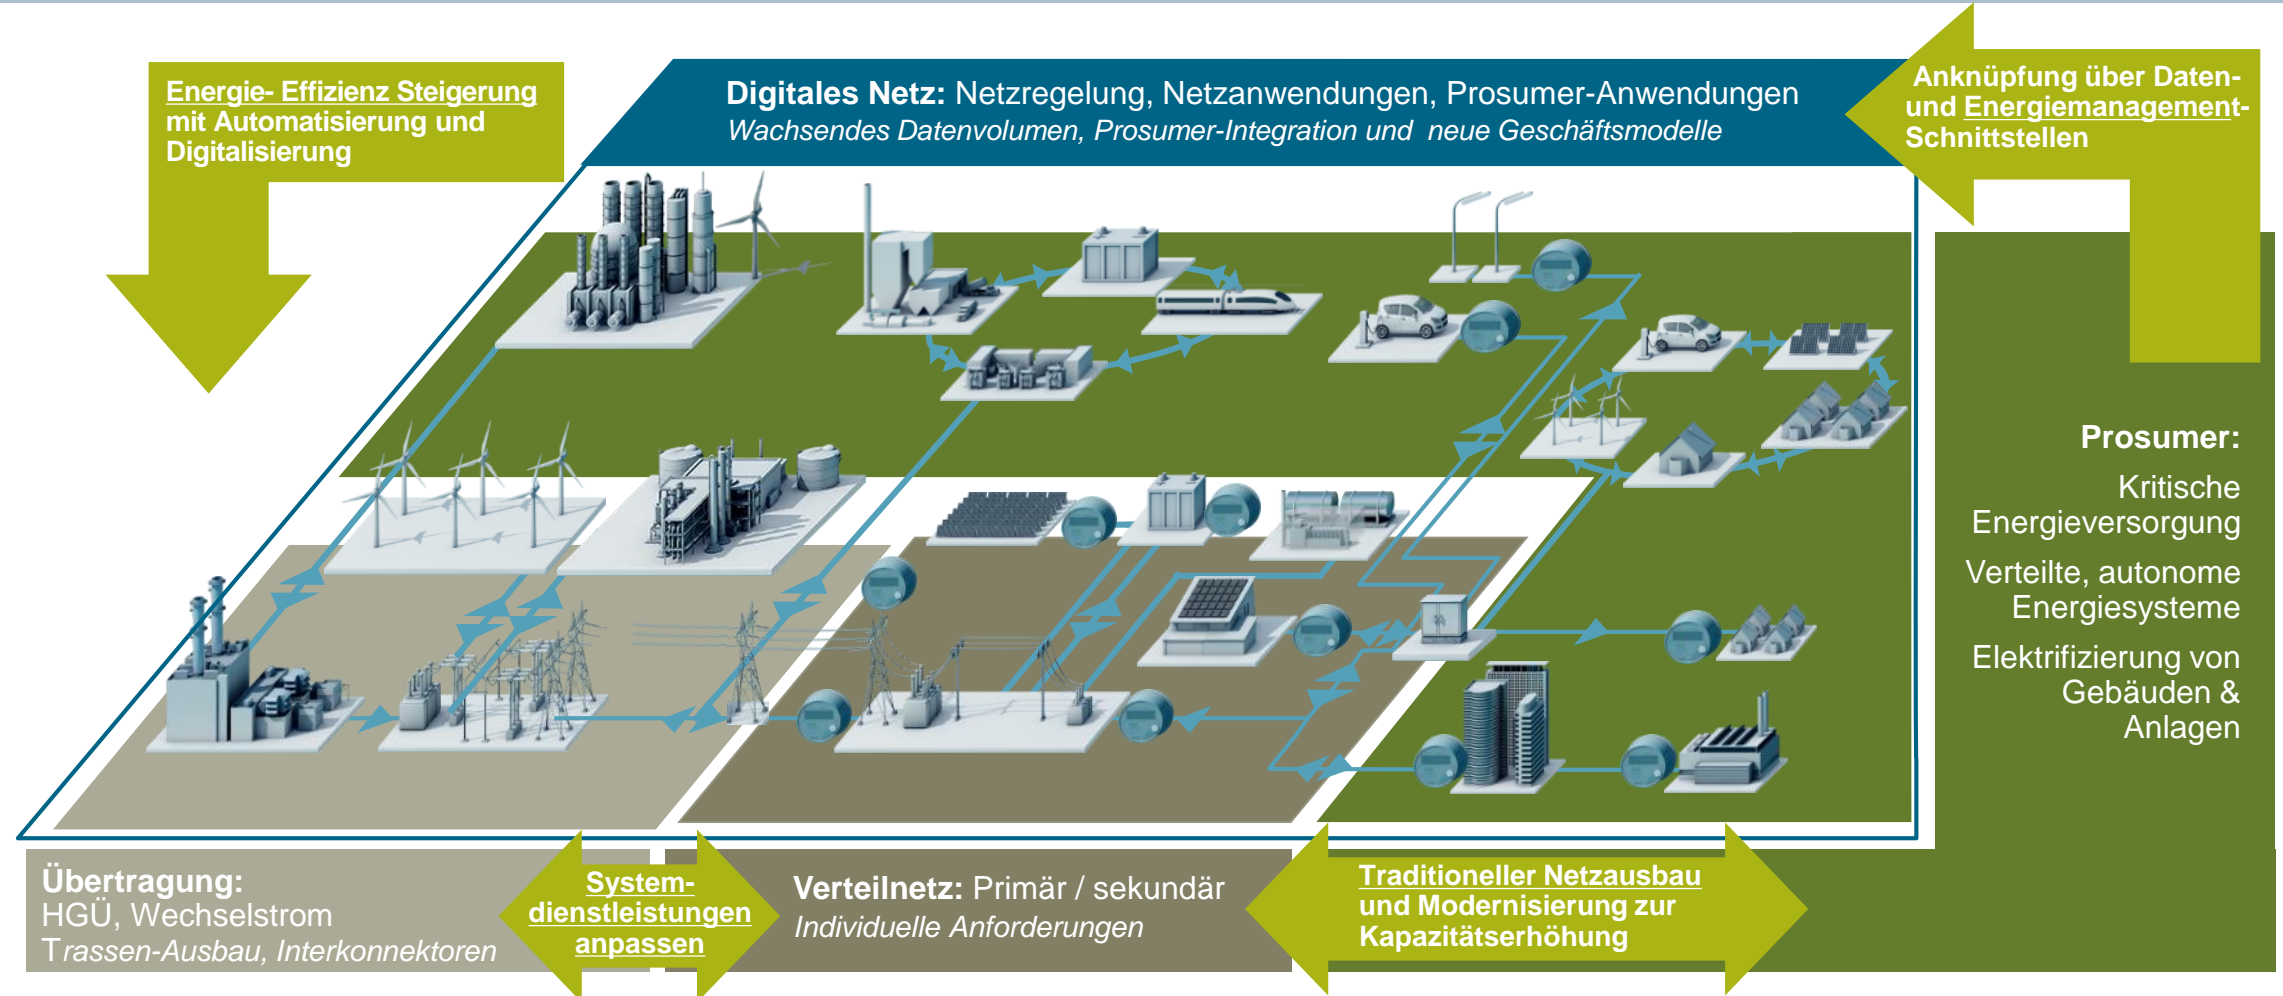 Energie- Effizienz Steigerung
mit Automatisierung und
Digitalisierung
Digitales Netz: Netzregelung, Netzanwendungen, Prosumer-Anwendungen
Wachsendes Datenvolumen, Prosumer-Integration und neue Geschäftsmodelle
Anknüpfung über Daten-
und Energiemanagement-
Schnittstellen
Prosumer:
Kritische
Energieversorgung
Verteilte, autonome
Energiesysteme
Elektrifizierung von
Gebäuden &
Anlagen
Übertragung:
HGÜ, Wechselstrom
Trassen-Ausbau, Interkonnektoren
System-
dienstleistungen
anpassen
Verteilnetz: Primär / sekundär
Individuelle Anforderungen
Traditioneller Netzausbau
und Modernisierung zur
Kapazitätserhöhung